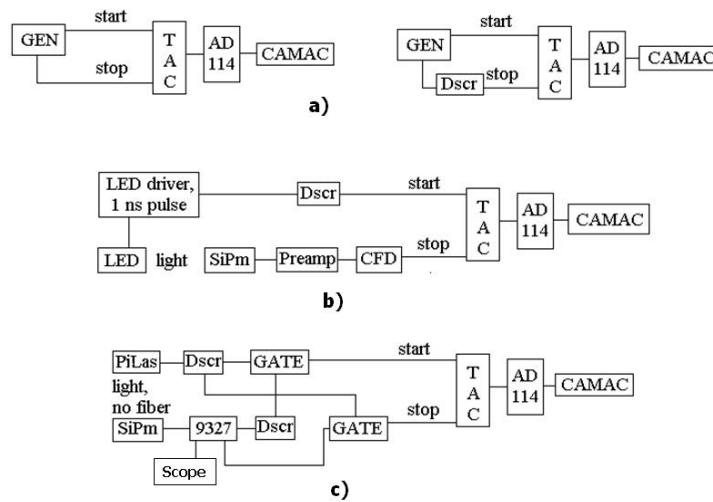 GEN start T A C AD 114 CAMAC
stop
GEN start T A C AD 114 CAMAC
Dscr stop
a)
LED driver, 1 ns pulse
Dscr start
T A C AD 114 CAMAC
LED light SiPm Preamp CFD stop
b)
PiLas Dscr GATE start
light, no fiber
T A C AD 114 CAMAC
SiPm 9327 Dscr GATE stop
Scope
c)